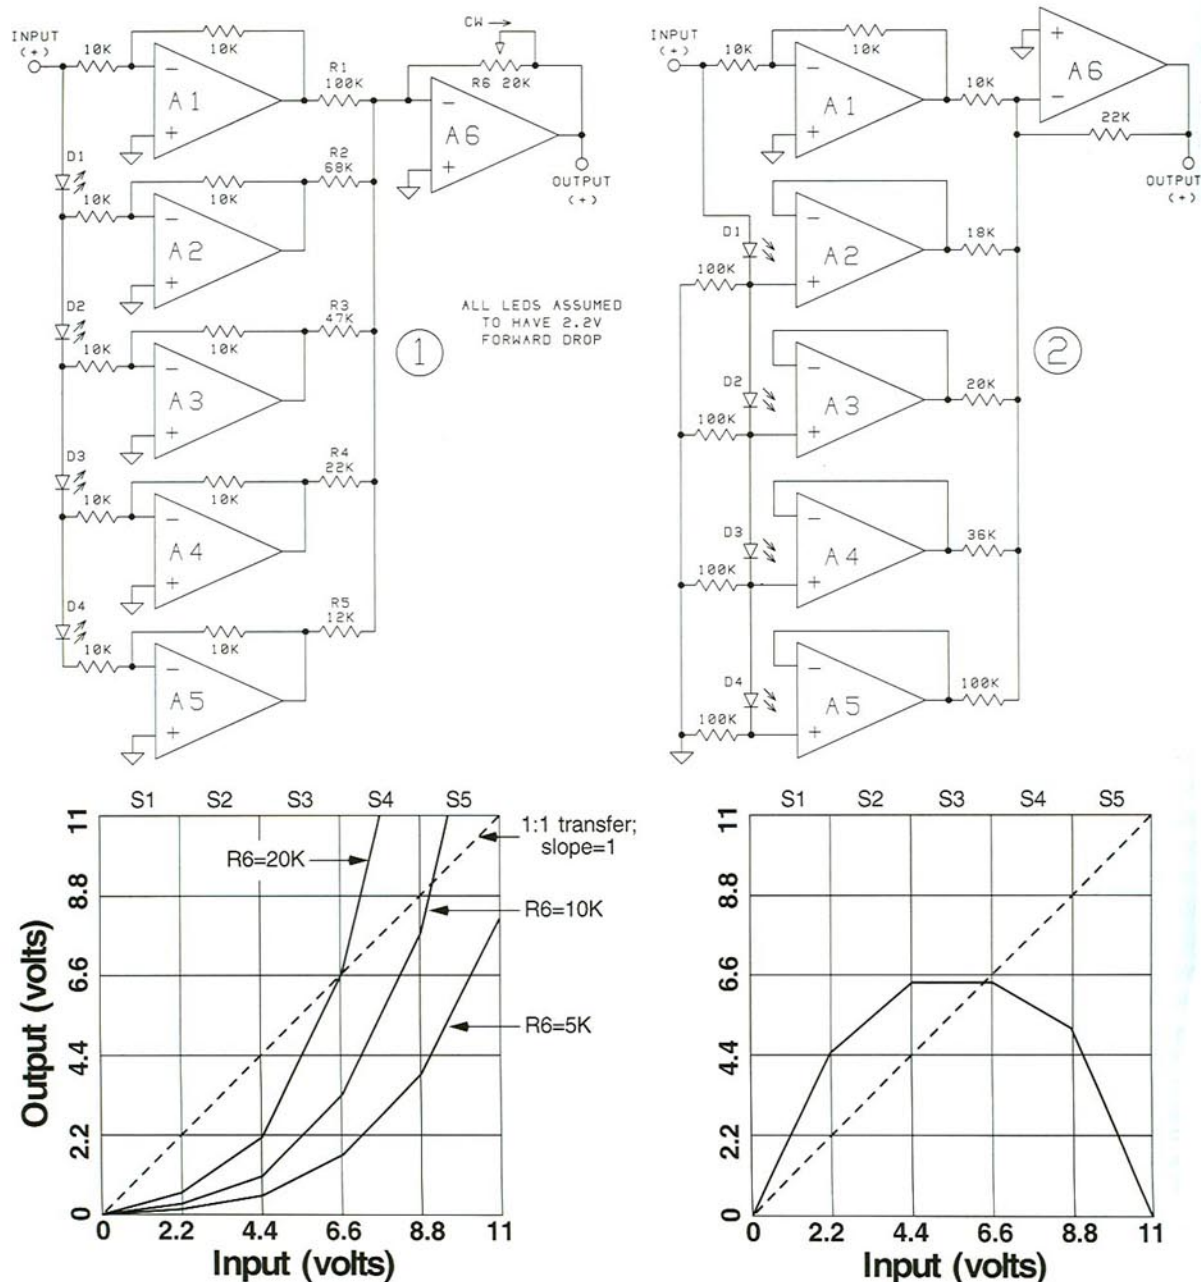 INPUT
(+)
10K
10K
A1
R1
100K
CW
R6 20K
A6
OUTPUT
(+)
D1
10K
10K
A2
R2
68K
D2
10K
10K
A3
R3
47K
ALL LEDS ASSUMED
TO HAVE 2.2V
FORWARD DROP
1
D3
10K
10K
A4
R4
22K
D4
10K
10K
A5
R5
12K
INPUT
(+)
10K
10K
A1
10K
A6
22K
OUTPUT
(+)
D1
100K
A2
18K
D2
100K
A3
20K
2
D3
100K
A4
36K
D4
100K
A5
100K
S1 S2 S3 S4 S5
Output (volts)
11
8.8
6.6
4.4
2.2
0
1:1 transfer;
slope=1
R6=20K
R6=10K
R6=5K
0 2.2 4.4 6.6 8.8 11
Input (volts)
S1 S2 S3 S4 S5
Output (volts)
11
8.8
6.6
4.4
2.2
0
0 2.2 4.4 6.6 8.8 11
Input (volts)